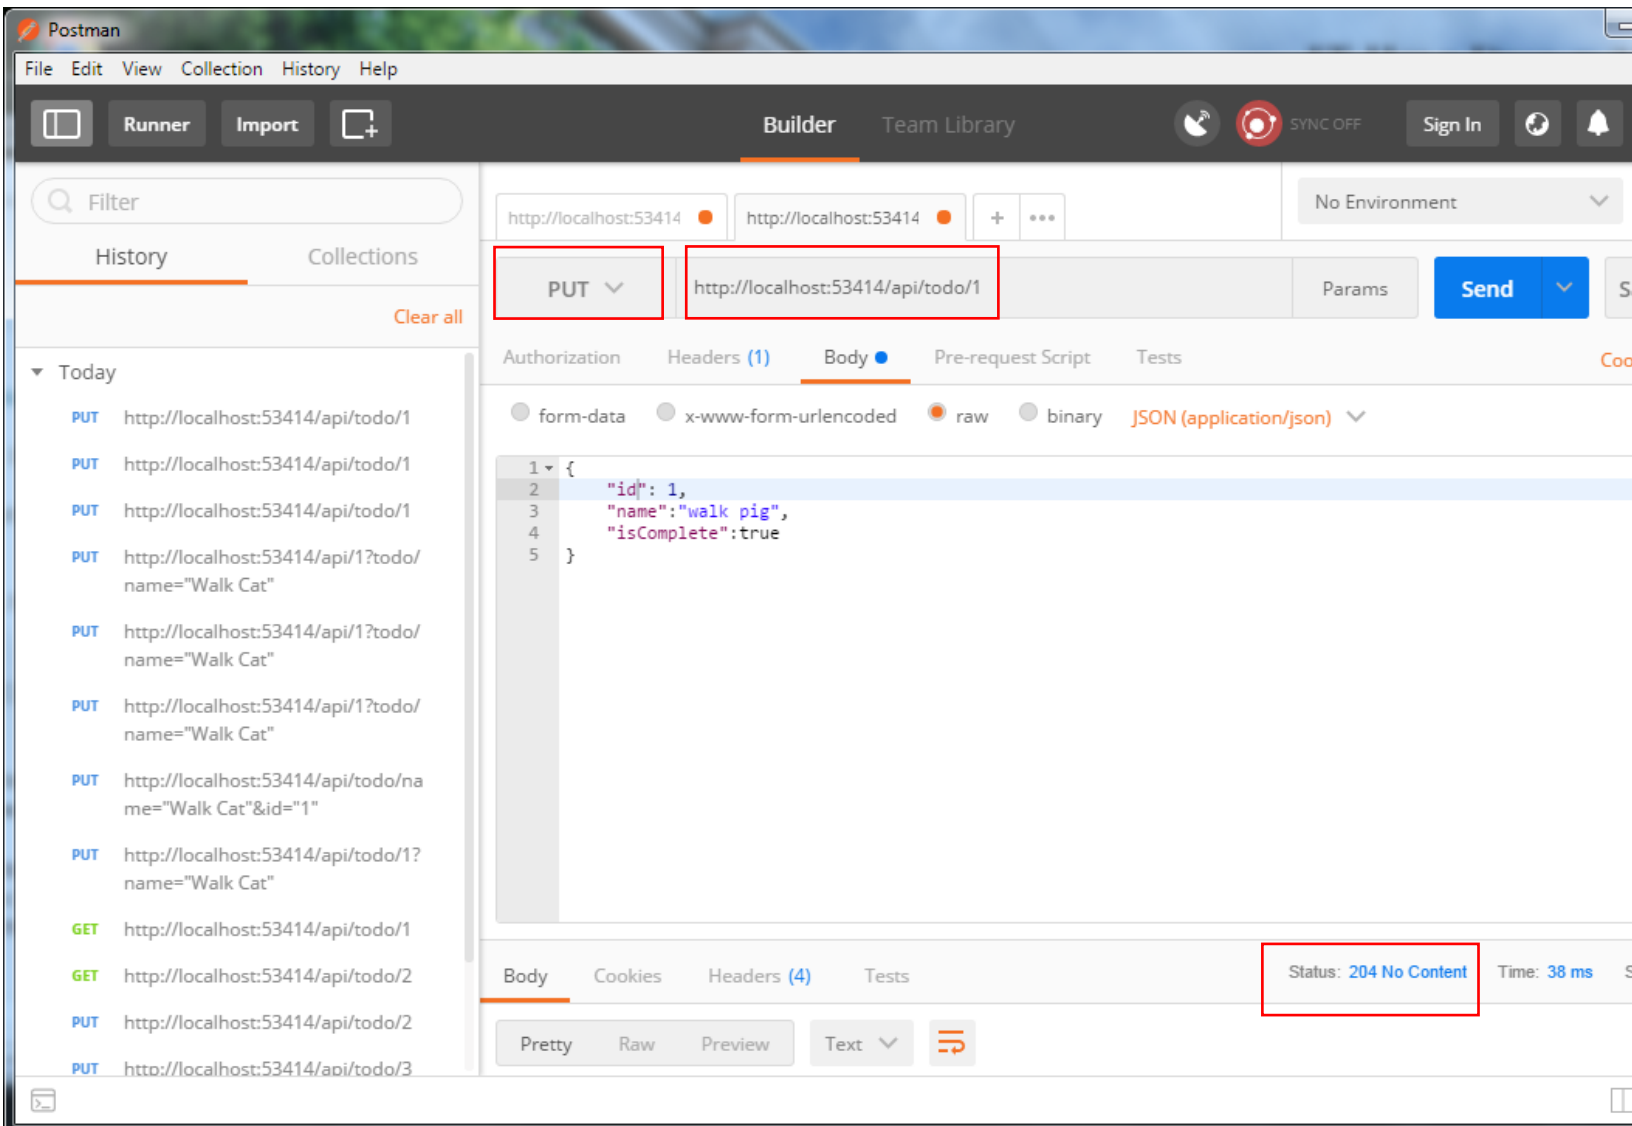 Postman
File Edit View Collection History Help
Runner Import Builder Team Library SYNC OFF Sign In
Filter
History Collections
Clear all
Today
PUT http://localhost:53414/api/todo/1
PUT http://localhost:53414/api/todo/1
PUT http://localhost:53414/api/todo/1
PUT http://localhost:53414/api/1?todo/
name="Walk Cat"
PUT http://localhost:53414/api/1?todo/
name="Walk Cat"
PUT http://localhost:53414/api/1?todo/
name="Walk Cat"
PUT http://localhost:53414/api/todo/na
me="Walk Cat"&id="1"
PUT http://localhost:53414/api/todo/1?
name="Walk Cat"
GET http://localhost:53414/api/todo/1
GET http://localhost:53414/api/todo/2
PUT http://localhost:53414/api/todo/2
PUT http://localhost:53414/api/todo/3
http://localhost:53414 http://localhost:53414 + ••• No Environment
PUT http://localhost:53414/api/todo/1 Params Send
Authorization Headers (1) Body Pre-request Script Tests Coo
form-data x-www-form-urlencoded raw binary JSON (application/json)
1 {
2 "id": 1,
3 "name":"walk pig",
4 "isComplete":true
5 }
Body Cookies Headers (4) Tests Status: 204 No Content Time: 38 ms S
Pretty Raw Preview Text